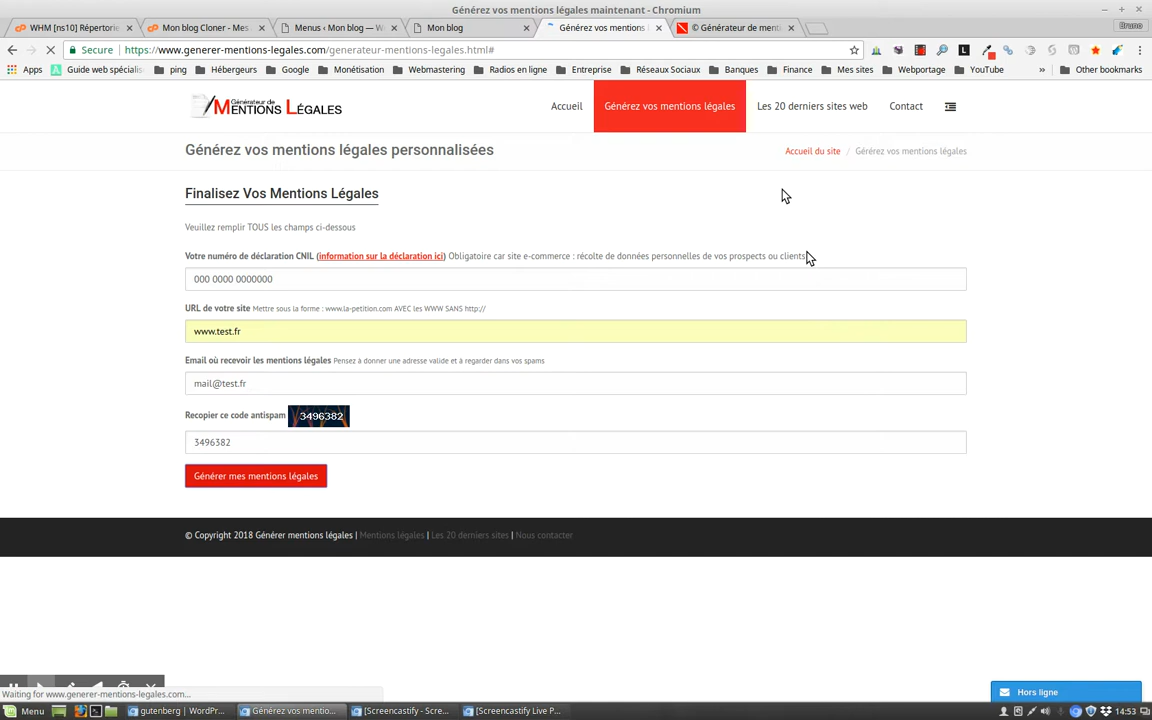 Générez vos mentions légales maintenant - Chromium
WHM [ns10] Répertorie
Mon blog Cloner - Mes
Menus ‹ Mon blog — W
Mon blog
Générez vos mentions l
© Générateur de ment
Bruno
Secure https://www.generer-mentions-legales.com/generateur-mentions-legales.html#
Apps Guide web spécialis ping Hébergeurs Google Monétisation Webmastering Radios en ligne Entreprise Réseaux Sociaux Banques Finance Mes sites Webportage YouTube » Other bookmarks
Générateur de
Mentions Légales
Accueil Générez vos mentions légales Les 20 derniers sites web Contact
Générez vos mentions légales personnalisées
Accueil du site / Gérérez vos mentions légales
Finalisez Vos Mentions Légales
Veuillez remplir TOUS les champs ci-dessous
Votre numéro de déclaration CNIL (information sur la déclaration ici) Obligatoire car site e-commerce : récolte de données personnelles de vos prospects ou clients
000 0000 0000000
URL de votre site Mettre sous la forme : www.la-petition.com AVEC les WWW SANS http://
www.test.fr
Email où recevoir les mentions légales Pensez à donner une adresse valide et à regarder dans vos spams
mail@test.fr
Recopier ce code antispam 3496382
3496382
Générer mes mentions légales
© Copyright 2018 Générer mentions légales | Mentions légales | Les 20 derniers sites | Nous contacter
Hors ligne
Waiting for www.generer-mentions-legales.com...
Menu gutenberg | WordPr... Générez vos mentio... [Screencastify - Scre... [Screencastify Live P... 14:53